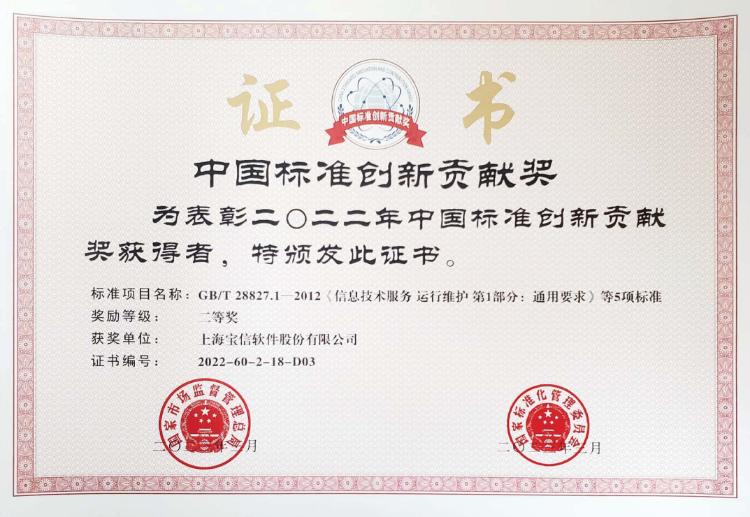 证书
中国标准创新贡献奖
中国标准创新贡献奖
为表彰二〇二二年中国标准创新贡献
奖获得者，特颁发此证书。
标准项目名称：GB/T 28827.1—2012《信息技术服务 运行维护 第1部分：通用要求》等5项标准
奖励等级：二等奖
获奖单位：上海宝信软件股份有限公司
证书编号：2022-60-2-18-D03
国家市场监督管理总局
国家标准化管理委员会